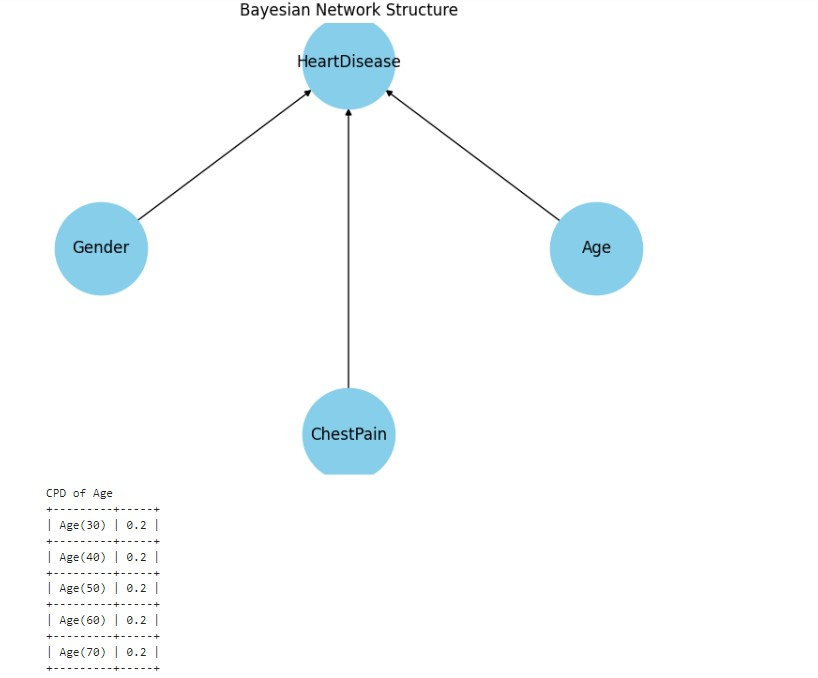 Bayesian Network Structure
HeartDisease
Gender
Age
ChestPain
CPD of Age
+---------+-----+
| Age(30) | 0.2 |
+---------+-----+
| Age(40) | 0.2 |
+---------+-----+
| Age(50) | 0.2 |
+---------+-----+
| Age(60) | 0.2 |
+---------+-----+
| Age(70) | 0.2 |
+---------+-----+